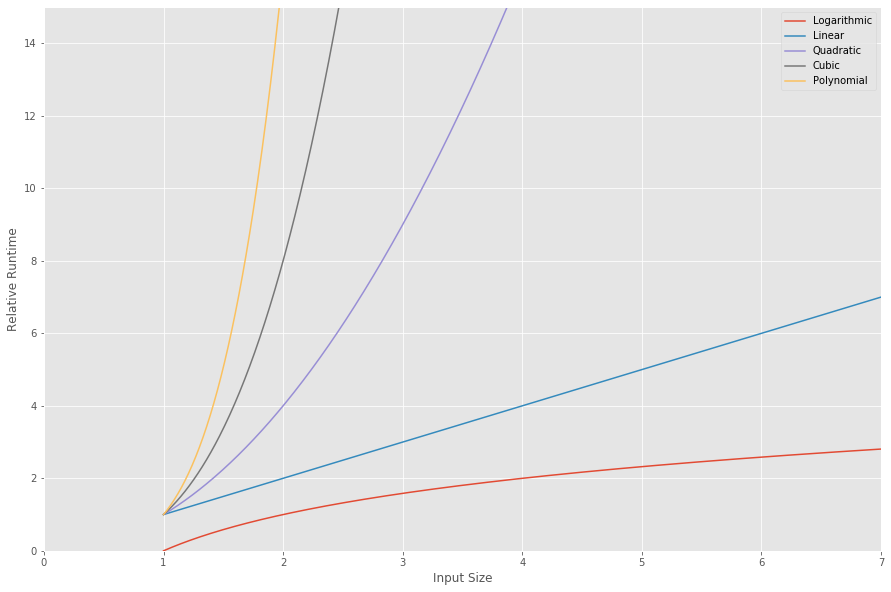 Logarithmic
Linear
Quadratic
Cubic
Polynomial
14
12
10
8
6
4
2
0
Relative Runtime
0 1 2 3 4 5 6 7
Input Size